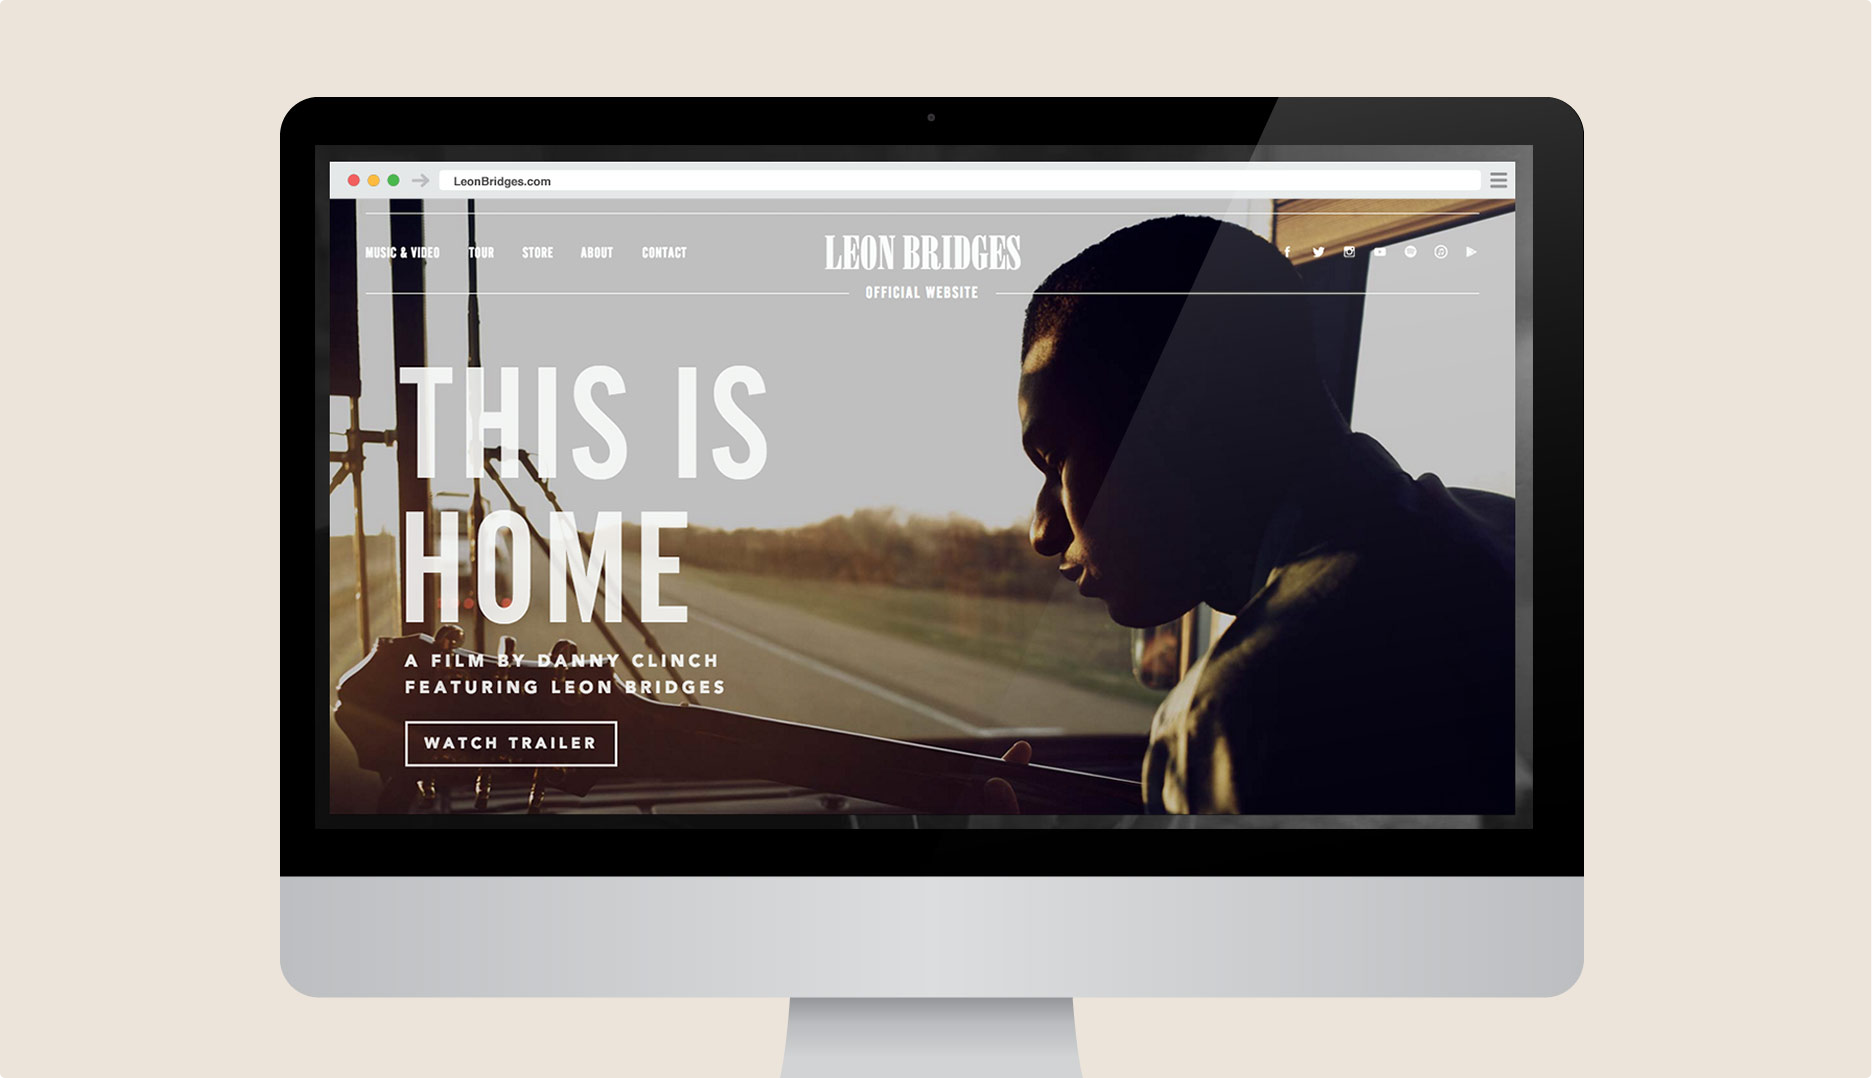 LeonBridges.com
MUSIC & VIDEO TOUR STORE ABOUT CONTACT
LEON BRIDGES
OFFICIAL WEBSITE
THIS IS
HOME
A FILM BY DANNY CLINCH
FEATURING LEON BRIDGES
WATCH TRAILER